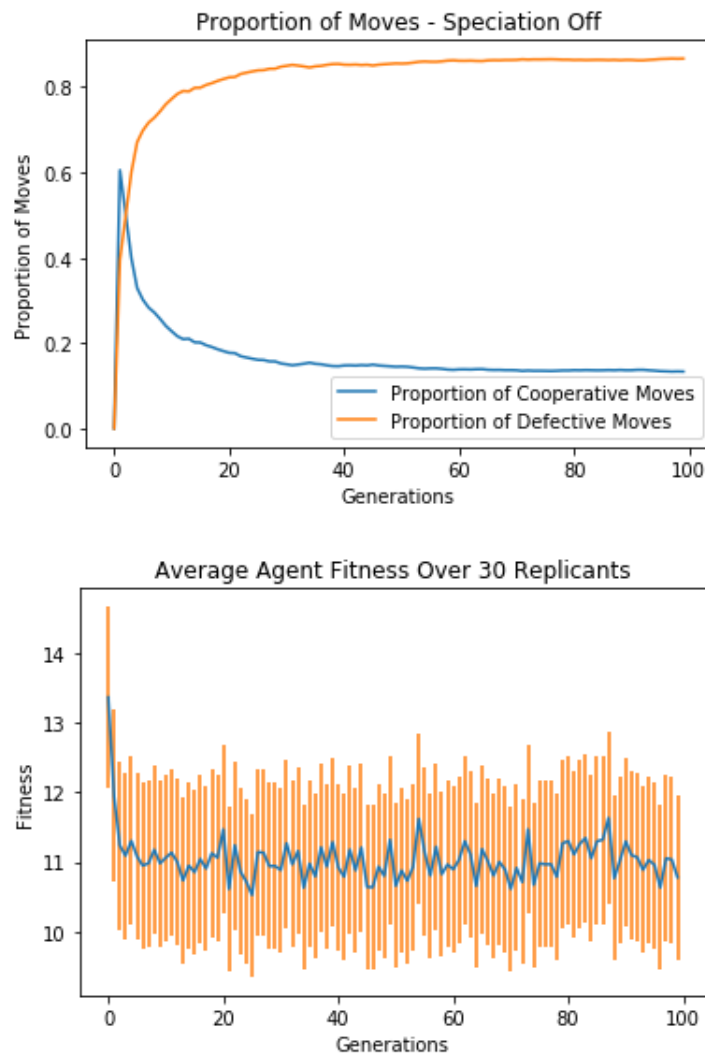 Proportion of Moves - Speciation Off
0.8
0.6
0.4
0.2
0.0
Proportion of Moves
Proportion of Cooperative Moves
Proportion of Defective Moves
0 20 40 60 80 100
Generations
Average Agent Fitness Over 30 Replicants
14
13
12
11
10
Fitness
0 20 40 60 80 100
Generations